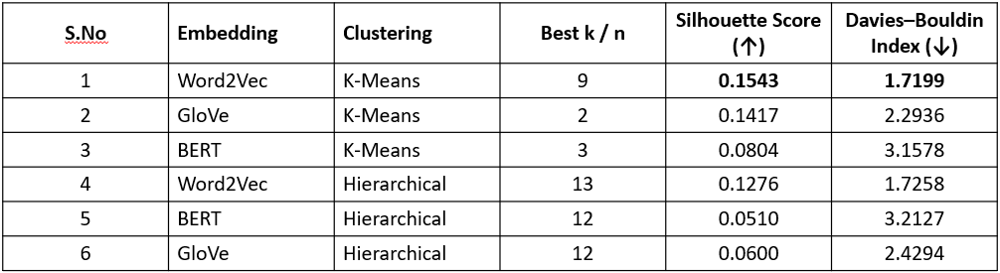 S.No Embedding Clustering Best k / n Silhouette Score (↑) Davies–Bouldin Index (↓)
1 Word2Vec K-Means 9 0.1543 1.7199
2 GloVe K-Means 2 0.1417 2.2936
3 BERT K-Means 3 0.0804 3.1578
4 Word2Vec Hierarchical 13 0.1276 1.7258
5 BERT Hierarchical 12 0.0510 3.2127
6 GloVe Hierarchical 12 0.0600 2.4294